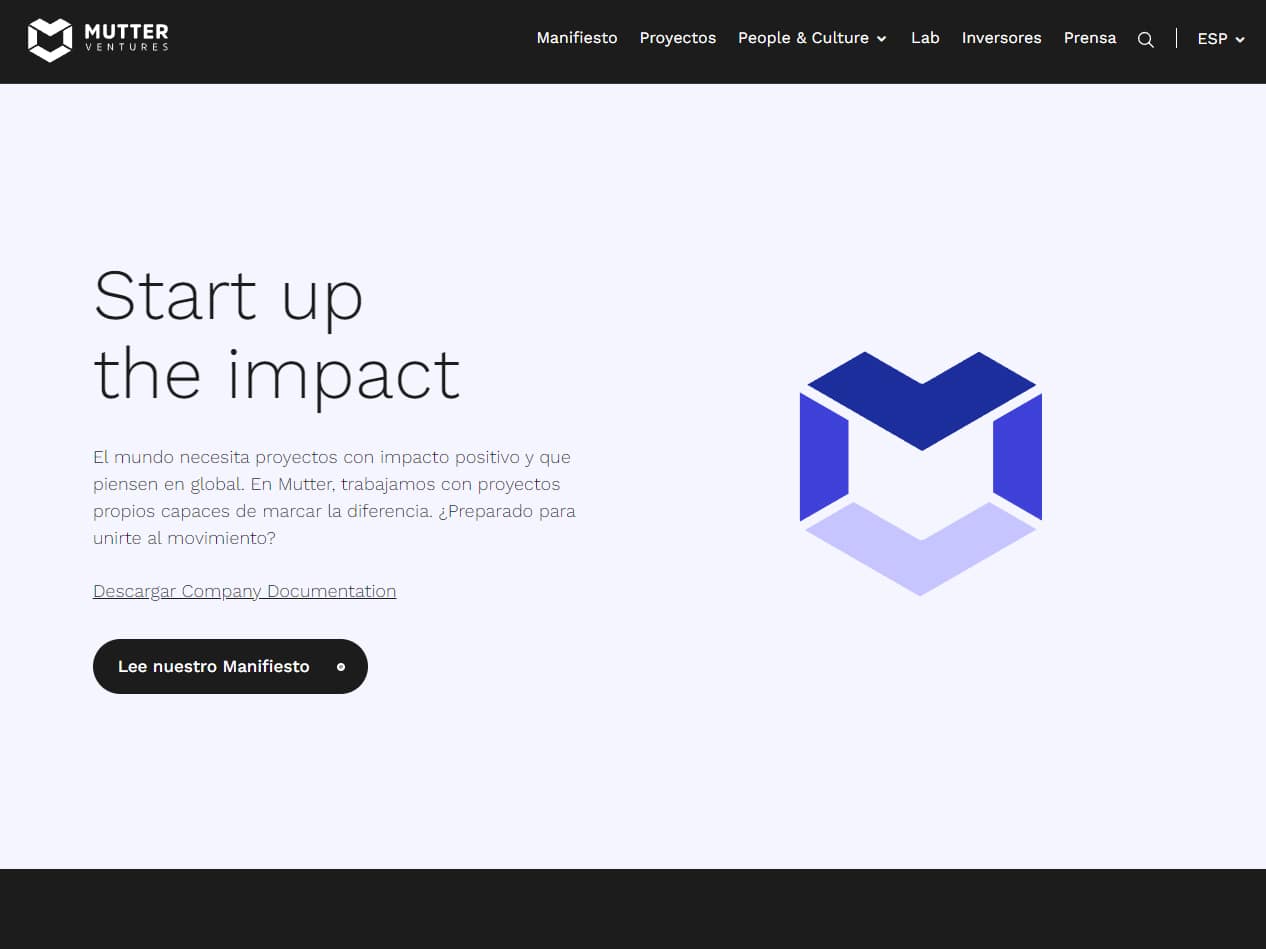 MUTTER
VENTURES
Manifiesto Proyectos People & Culture Lab Inversores Prensa ESP
Start up
the impact
El mundo necesita proyectos con impacto positivo y que
piensen en global. En Mutter, trabajamos con proyectos
propios capaces de marcar la diferencia. ¿Preparado para
unirte al movimiento?
Descargar Company Documentation
Lee nuestro Manifiesto